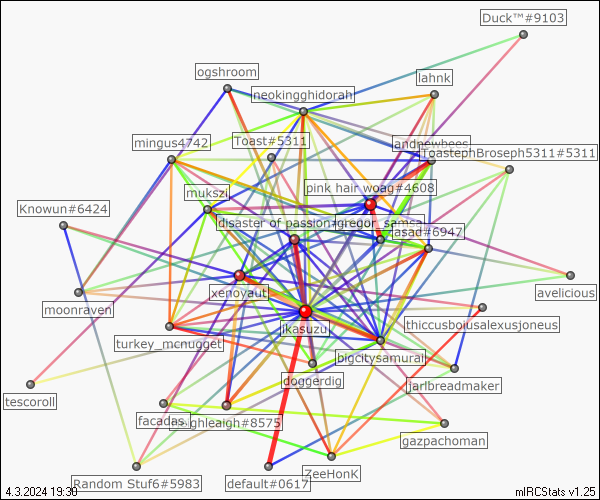 Duck™#9103
ogshroom
lahnk
neokingghidorah
mingus4742
Toast#5311
andnewbees
ToastephBroseph5311#5311
mukszi
pink hair woag#4608
Knowun#6424
disaster of passion
gregor_samsa
asad#6947
xenoyaut
avelicious
moonraven
jkasuzu
thiccusboiusalexusjoneus
turkey_mcnugget
bigcitysamurai
doggerdig
jarlbreadmaker
tescoroll
facadas
highleaigh#8575
gazpachoman
Random Stuf6#5983
default#0617
ZeeHonK
4.3.2024 19:30
mIRCStats v1.25